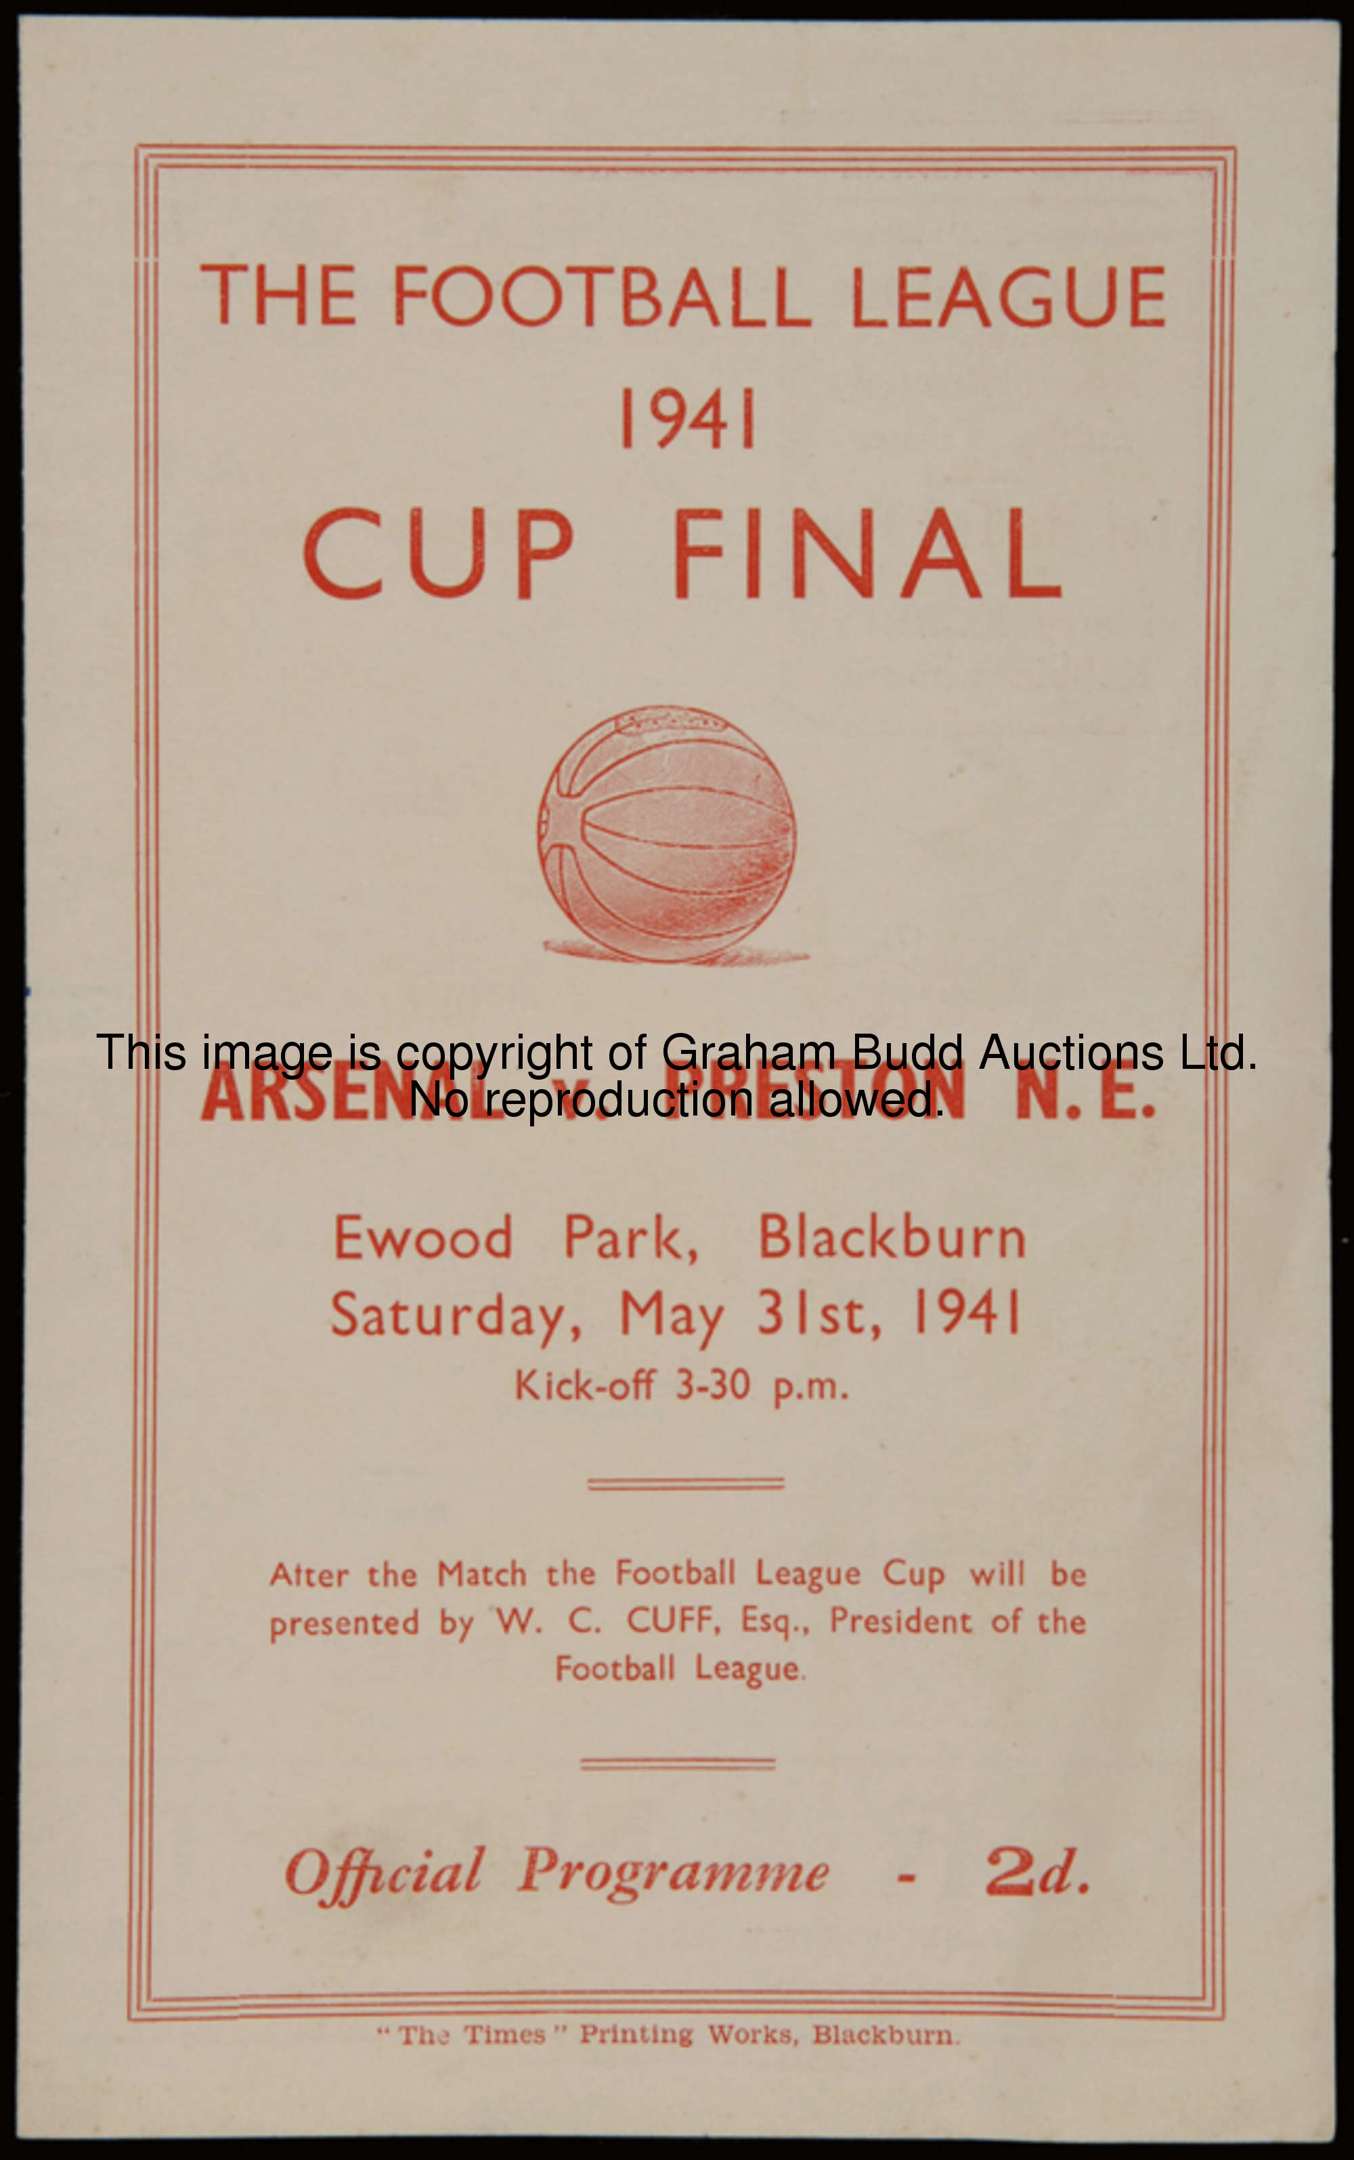 THE FOOTBALL LEAGUE
1941
CUP FINAL
This image is copyright of Graham Budd Auctions Ltd.
No reproduction allowed.
ARSENAL v. PRESTON N. E.
Ewood Park, Blackburn
Saturday, May 31st, 1941
Kick-off 3-30 p.m.
After the Match the Football League Cup will be
presented by W. C. CUFF, Esq., President of the
Football League.
Official Programme - 2d.
"The Times" Printing Works, Blackburn.